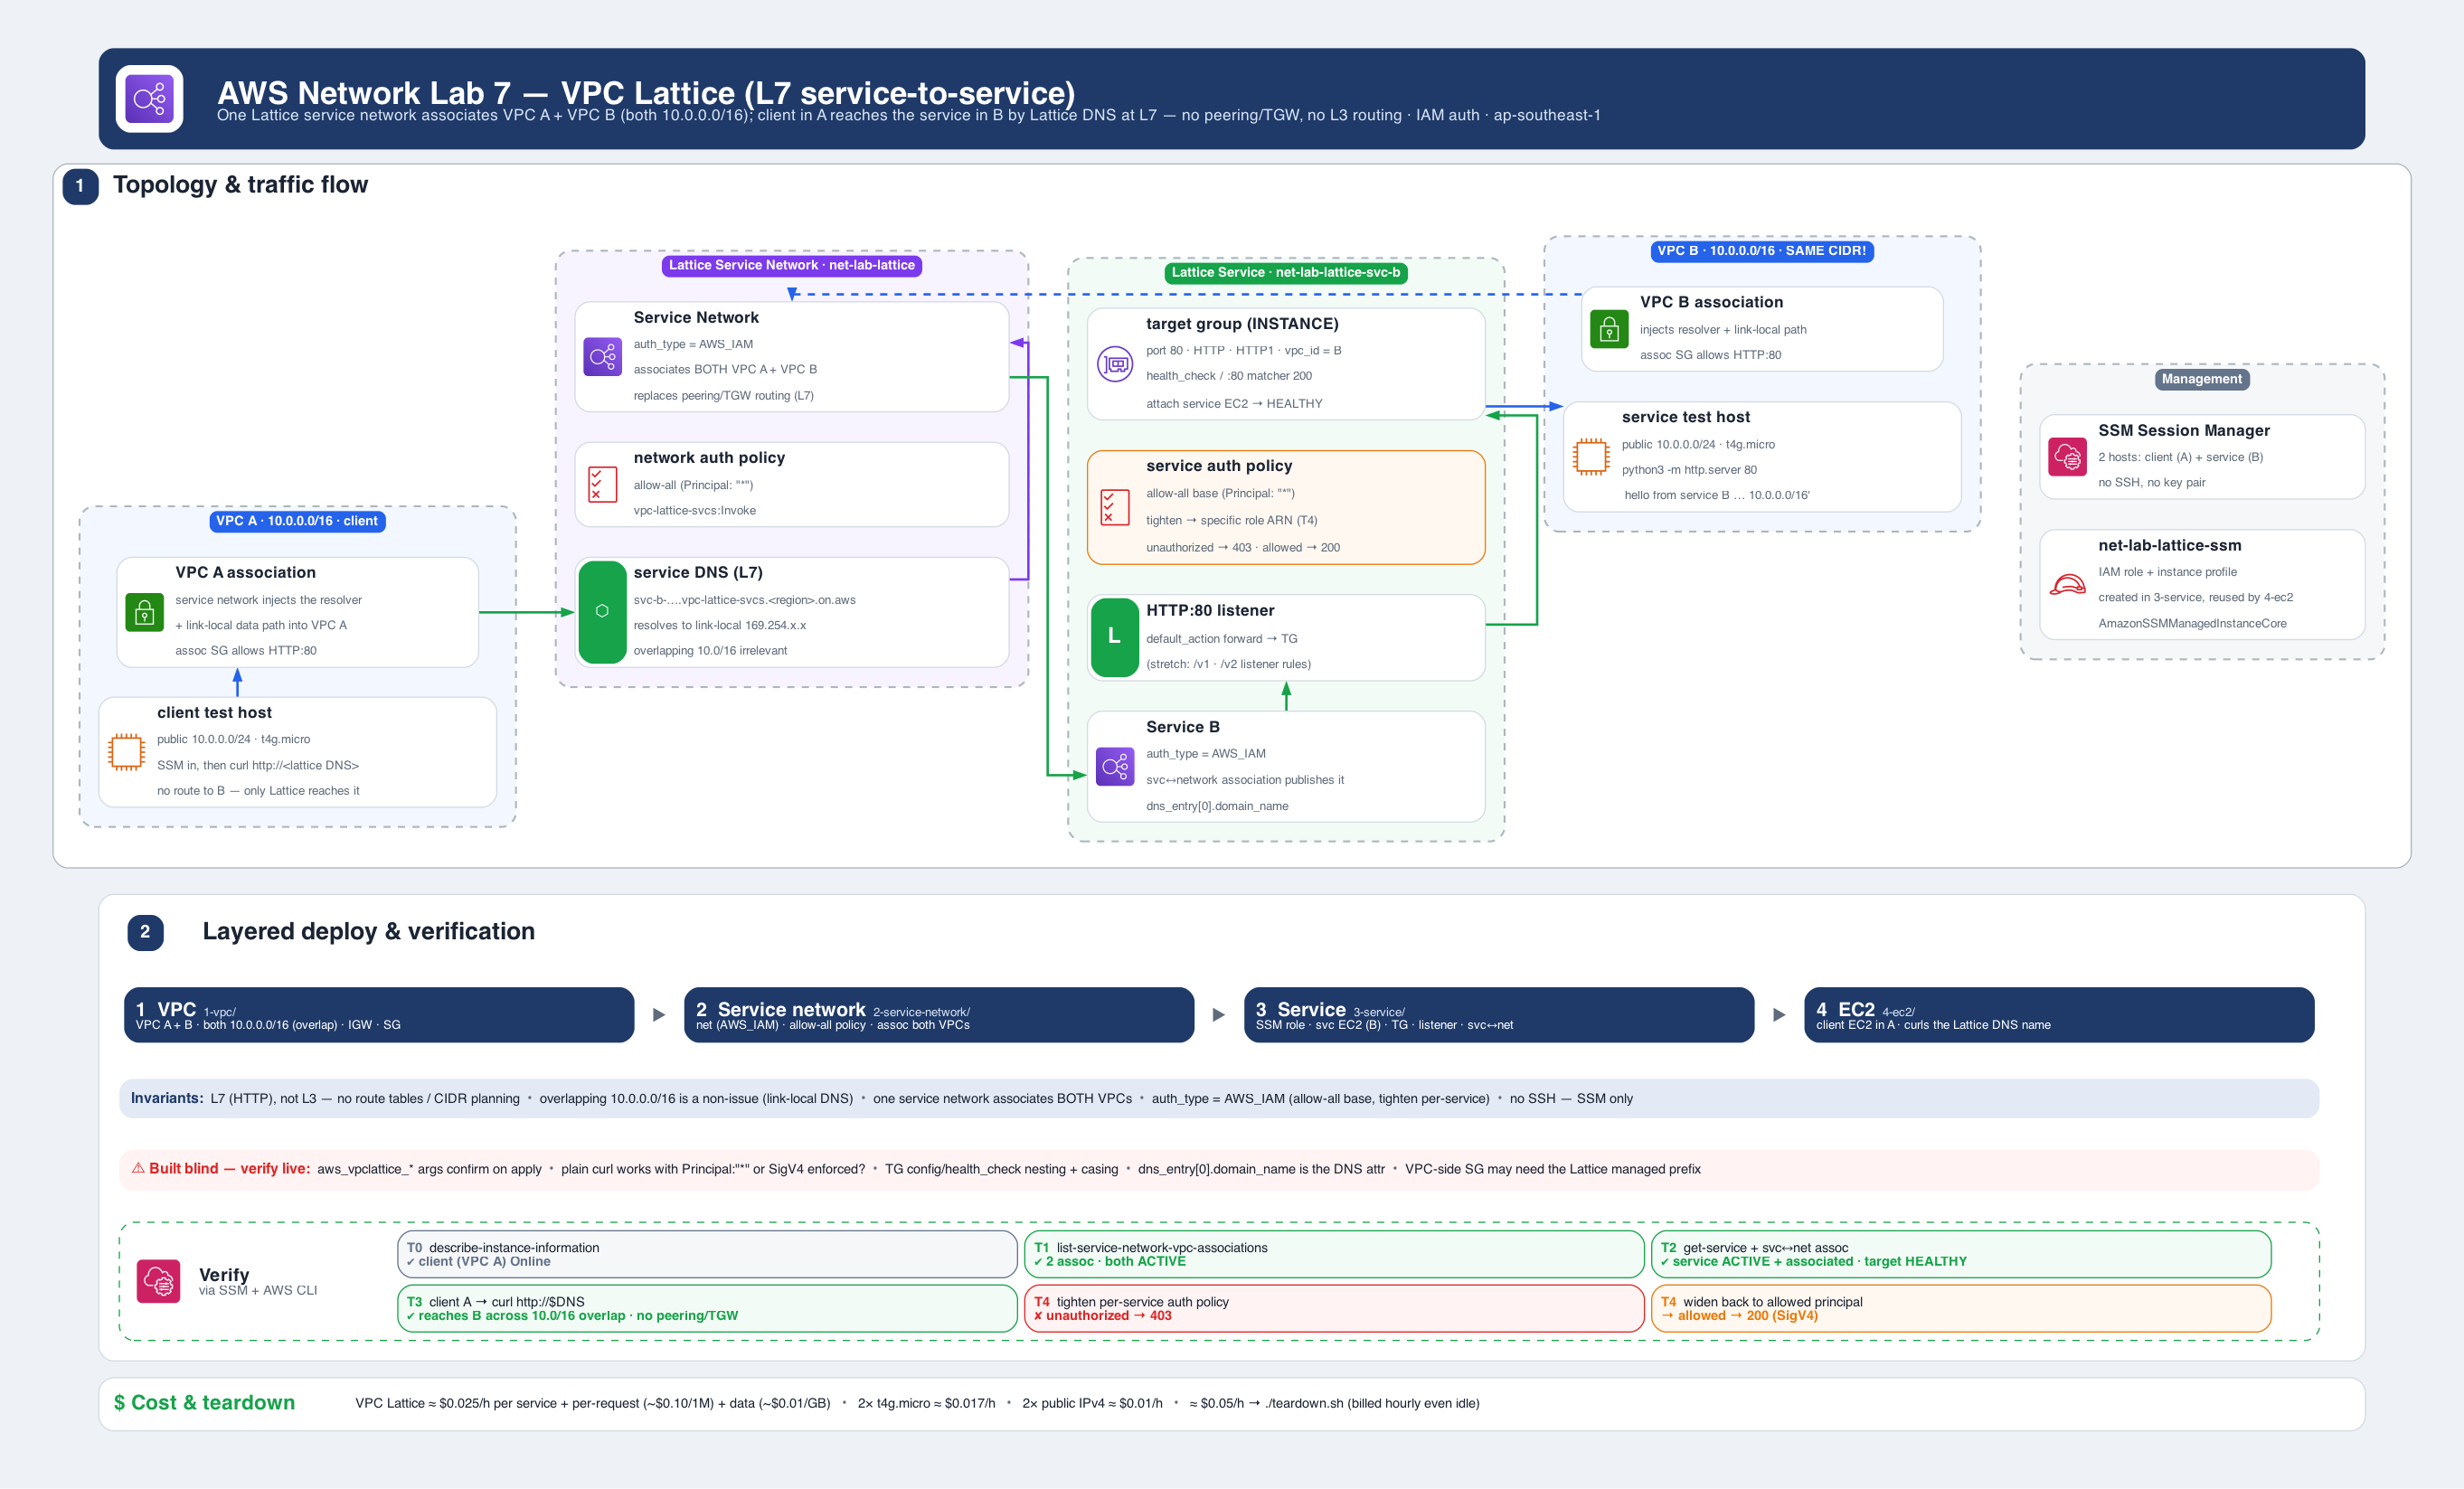 AWS Network Lab 7 — VPC Lattice (L7 service-to-service)
One Lattice service network associates VPC A + VPC B (both 10.0.0.0/16); client in A reaches the service in B by Lattice DNS at L7 — no peering/TGW, no L3 routing · IAM auth · ap-southeast-1
1 Topology & traffic flow
VPC A · 10.0.0.0/16 · client
VPC A association
service network injects the resolver
+ link-local data path into VPC A
assoc SG allows HTTP:80
client test host
public 10.0.0.0/24 · t4g.micro
SSM in, then curl http://<lattice DNS>
no route to B — only Lattice reaches it
Lattice Service Network · net-lab-lattice
Service Network
auth_type = AWS_IAM
associates BOTH VPC A + VPC B
replaces peering/TGW routing (L7)
network auth policy
allow-all (Principal: "*")
vpc-lattice-svcs:Invoke
service DNS (L7)
svc-b-….vpc-lattice-svcs.<region>.on.aws
resolves to link-local 169.254.x.x
overlapping 10.0/16 irrelevant
Lattice Service · net-lab-lattice-svc-b
target group (INSTANCE)
port 80 · HTTP · HTTP1 · vpc_id = B
health_check / :80 matcher 200
attach service EC2 → HEALTHY
service auth policy
allow-all base (Principal: "*")
tighten → specific role ARN (T4)
unauthorized → 403 · allowed → 200
L
HTTP:80 listener
default_action forward → TG
(stretch: /v1 · /v2 listener rules)
Service B
auth_type = AWS_IAM
svc↔network association publishes it
dns_entry[0].domain_name
VPC B · 10.0.0.0/16 · SAME CIDR!
VPC B association
injects resolver + link-local path
assoc SG allows HTTP:80
service test host
public 10.0.0.0/24 · t4g.micro
python3 -m http.server 80
'hello from service B … 10.0.0.0/16'
Management
SSM Session Manager
2 hosts: client (A) + service (B)
no SSH, no key pair
net-lab-lattice-ssm
IAM role + instance profile
created in 3-service, reused by 4-ec2
AmazonSSMManagedInstanceCore
2 Layered deploy & verification
1 VPC 1-vpc/
VPC A + B · both 10.0.0.0/16 (overlap) · IGW · SG
2 Service network 2-service-network/
net (AWS_IAM) · allow-all policy · assoc both VPCs
3 Service 3-service/
SSM role · svc EC2 (B) · TG · listener · svc↔net
4 EC2 4-ec2/
client EC2 in A · curls the Lattice DNS name
Invariants: L7 (HTTP), not L3 — no route tables / CIDR planning • overlapping 10.0.0.0/16 is a non-issue (link-local DNS) • one service network associates BOTH VPCs • auth_type = AWS_IAM (allow-all base, tighten per-service) • no SSH — SSM only
⚠ Built blind — verify live: aws_vpclattice_* args confirm on apply • plain curl works with Principal:"*" or SigV4 enforced? • TG config/health_check nesting + casing • dns_entry[0].domain_name is the DNS attr • VPC-side SG may need the Lattice managed prefix
Verify
via SSM + AWS CLI
T0 describe-instance-information
✔ client (VPC A) Online
T1 list-service-network-vpc-associations
✔ 2 assoc · both ACTIVE
T2 get-service + svc↔net assoc
✔ service ACTIVE + associated · target HEALTHY
T3 client A → curl http://$DNS
✔ reaches B across 10.0/16 overlap · no peering/TGW
T4 tighten per-service auth policy
✘ unauthorized → 403
T4 widen back to allowed principal
→ allowed → 200 (SigV4)
$ Cost & teardown
VPC Lattice ≈ $0.025/h per service + per-request (~$0.10/1M) + data (~$0.01/GB) • 2× t4g.micro ≈ $0.017/h • 2× public IPv4 ≈ $0.01/h • ≈ $0.05/h → ./teardown.sh (billed hourly even idle)